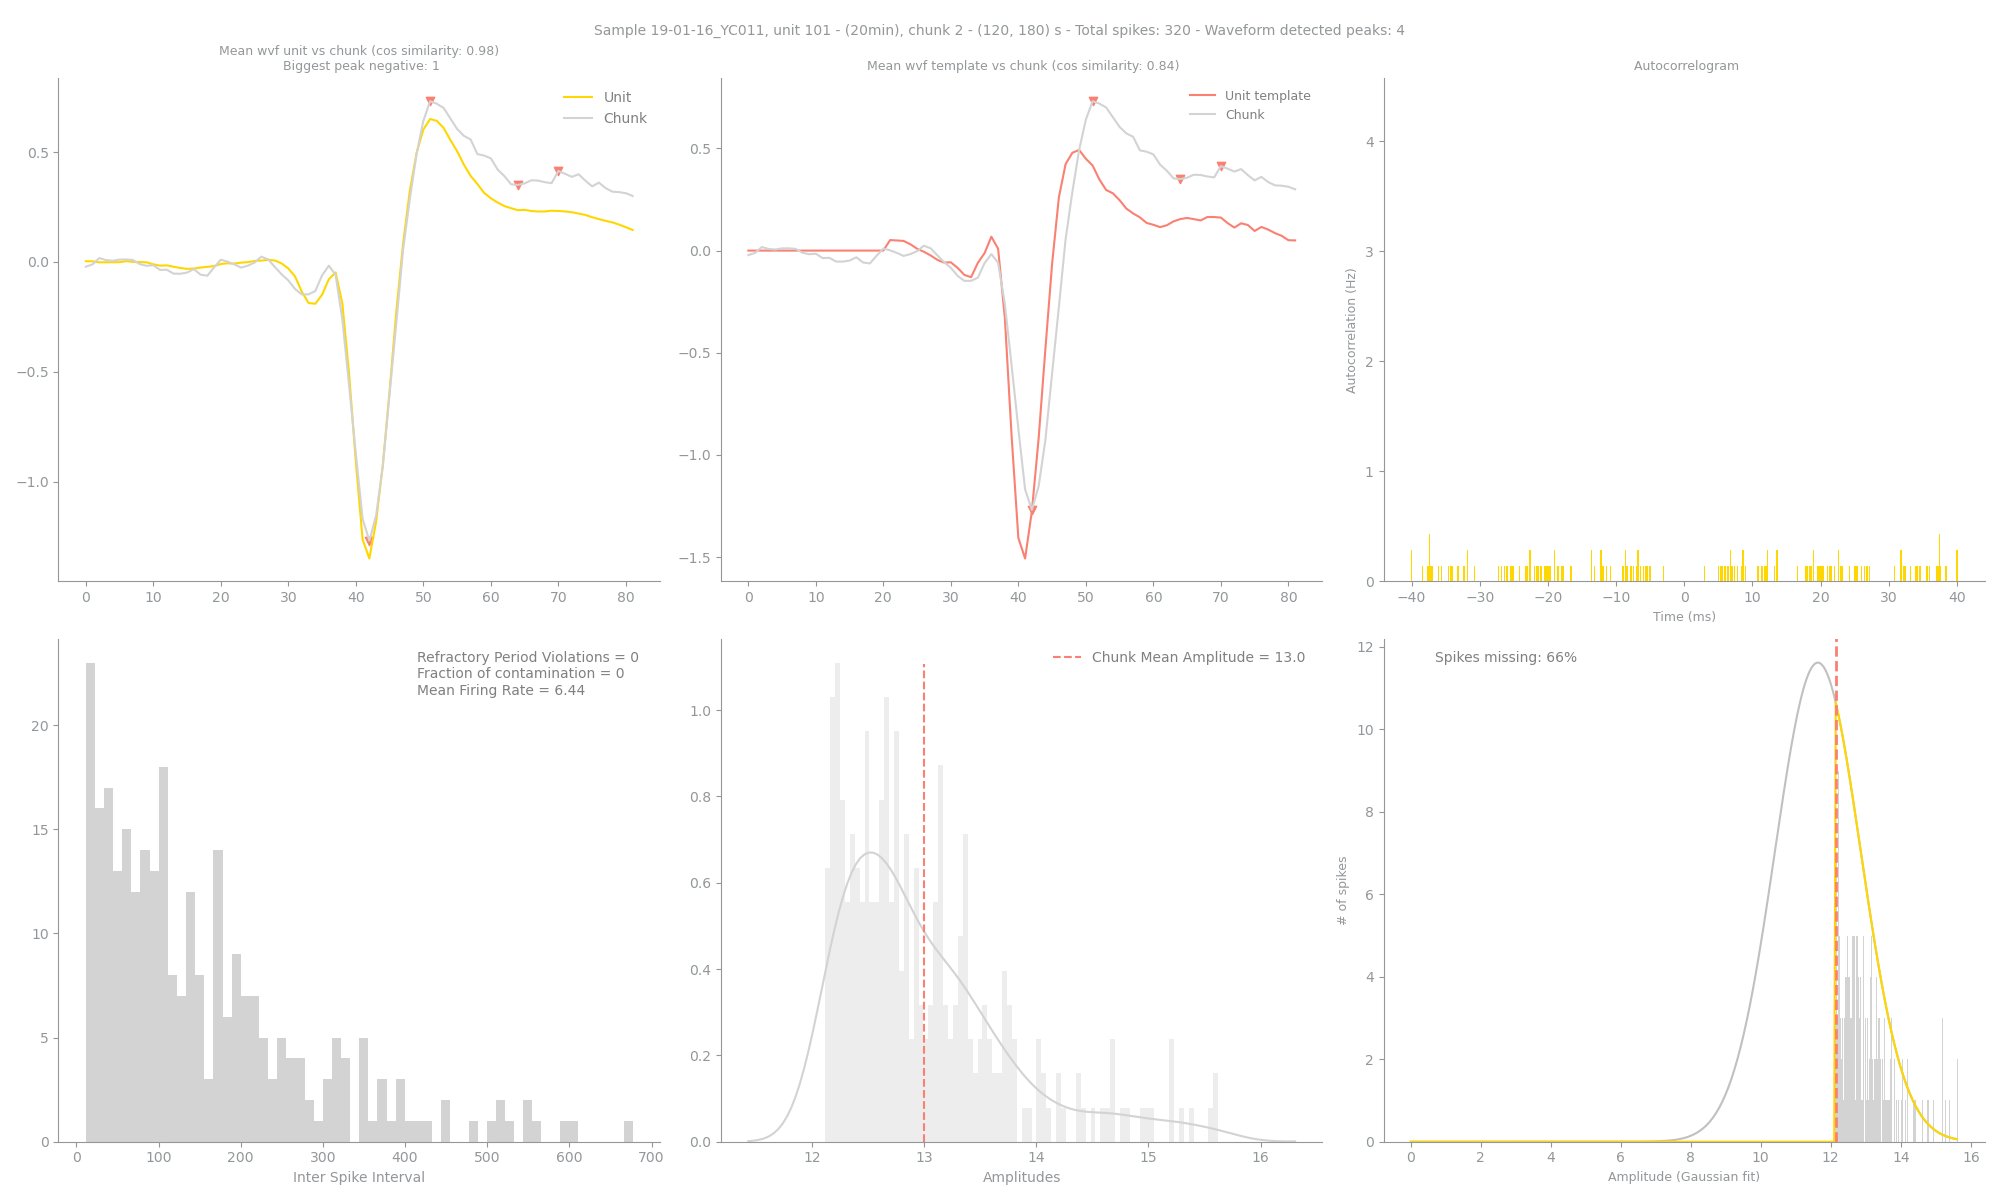 Sample 19-01-16_YC011, unit 101 - (20min), chunk 2 - (120, 180) s - Total spikes: 320 - Waveform detected peaks: 4
Mean wvf unit vs chunk (cos similarity: 0.98)
Biggest peak negative: 1
Unit
Chunk
0.5
0.0
−0.5
−1.0
0 10 20 30 40 50 60 70 80
Mean wvf template vs chunk (cos similarity: 0.84)
Unit template
Chunk
0.5
0.0
−0.5
−1.0
−1.5
0 10 20 30 40 50 60 70 80
Autocorrelogram
Autocorrelation (Hz)
4
3
2
1
0
−40 −30 −20 −10 0 10 20 30 40
Time (ms)
Refractory Period Violations = 0
Fraction of contamination = 0
Mean Firing Rate = 6.44
20
15
10
5
0
0 100 200 300 400 500 600 700
Inter Spike Interval
Chunk Mean Amplitude = 13.0
1.0
0.8
0.6
0.4
0.2
0.0
12 13 14 15 16
Amplitudes
Spikes missing: 66%
# of spikes
12
10
8
6
4
2
0
0 2 4 6 8 10 12 14 16
Amplitude (Gaussian fit)